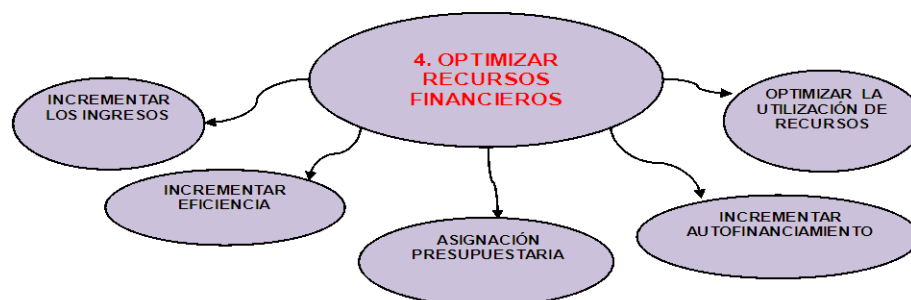 4. OPTIMIZAR
RECURSOS
FINANCIEROS
INCREMENTAR
LOS INGRESOS
INCREMENTAR
EFICIENCIA
ASIGNACIÓN
PRESUPUESTARIA
INCREMENTAR
AUTOFINANCIAMIENTO
OPTIMIZAR LA
UTILIZACIÓN DE
RECURSOS